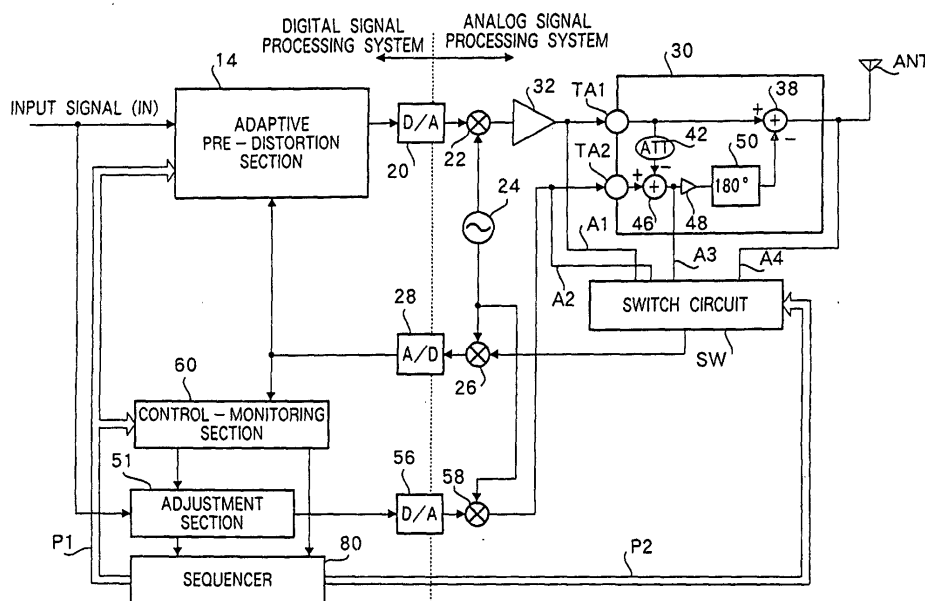 DIGITAL SIGNAL
PROCESSING SYSTEM
ANALOG SIGNAL
PROCESSING SYSTEM
14
30
ANT
INPUT SIGNAL (IN)
ADAPTIVE
PRE-DISTORTION
SECTION
D/A
20
22
32
TA1
+
38
42
ATT
50
−
−
TA2
+
180°
24
46
48
A1
A3
A4
A2
SWITCH CIRCUIT
28
A/D
26
SW
60
CONTROL-MONITORING
SECTION
51
56
58
ADJUSTMENT
SECTION
D/A
P1
80
P2
SEQUENCER